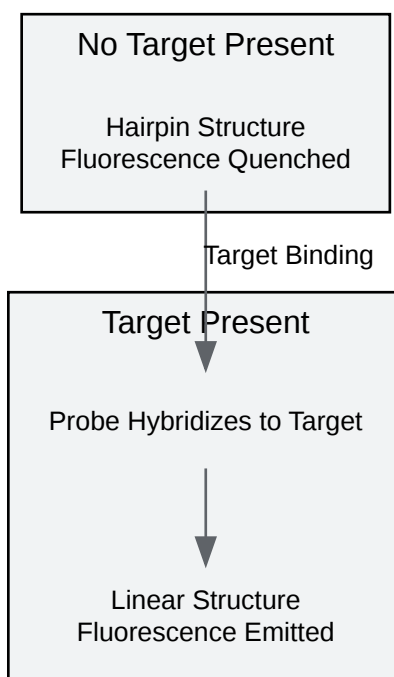 No Target Present
Hairpin Structure
Fluorescence Quenched
Target Binding
Target Present
Probe Hybridizes to Target
Linear Structure
Fluorescence Emitted